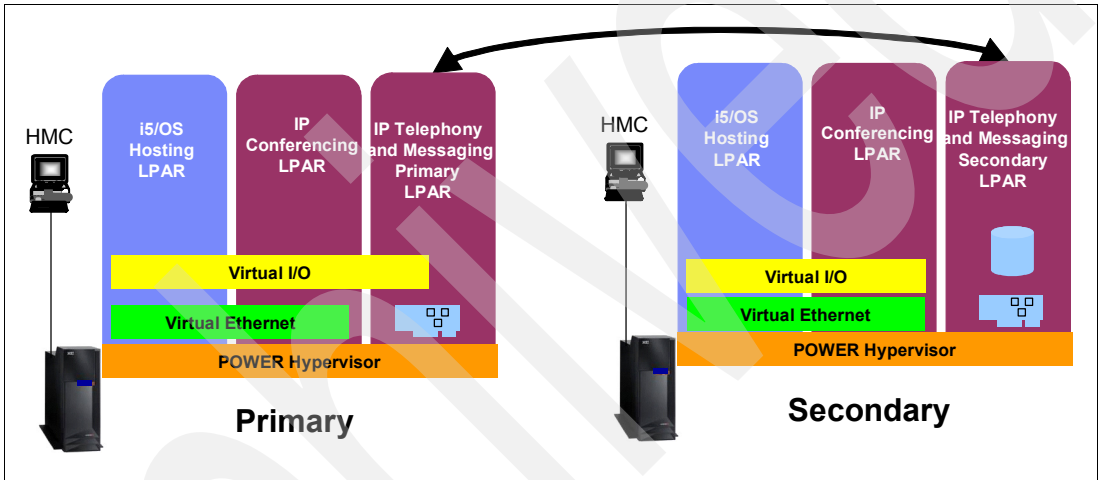 HMC
i5/OS
Hosting
LPAR
IP
Conferencing
LPAR
IP Telephony
and Messaging
Primary
LPAR
Virtual I/O
Virtual Ethernet
POWER Hypervisor
Primary
HMC
i5/OS
Hosting
LPAR
IP
Conferencing
LPAR
IP Telephony
and Messaging
Secondary
LPAR
Virtual I/O
Virtual Ethernet
POWER Hypervisor
Secondary